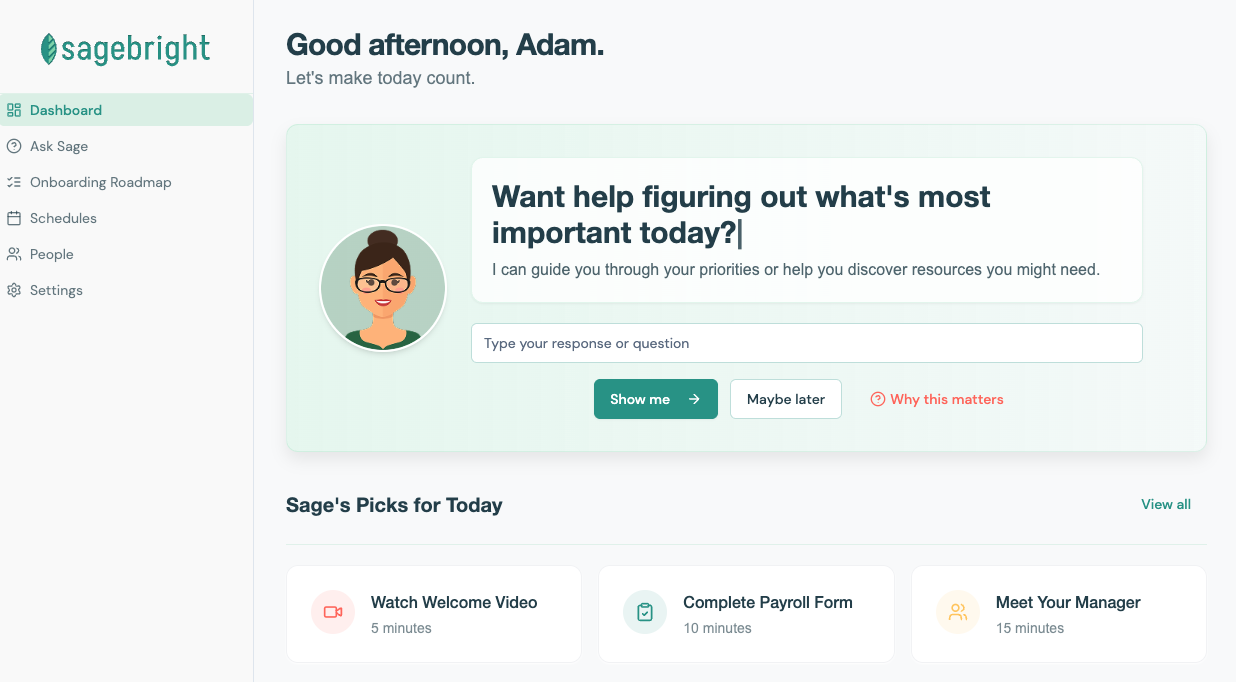 sagebright
Dashboard
Ask Sage
Onboarding Roadmap
Schedules
People
Settings
Good afternoon, Adam.
Let's make today count.
Want help figuring out what's most
important today?
I can guide you through your priorities or help you discover resources you might need.
Type your response or question
Show me
Maybe later
Why this matters
Sage's Picks for Today
View all
Watch Welcome Video
5 minutes
Complete Payroll Form
10 minutes
Meet Your Manager
15 minutes